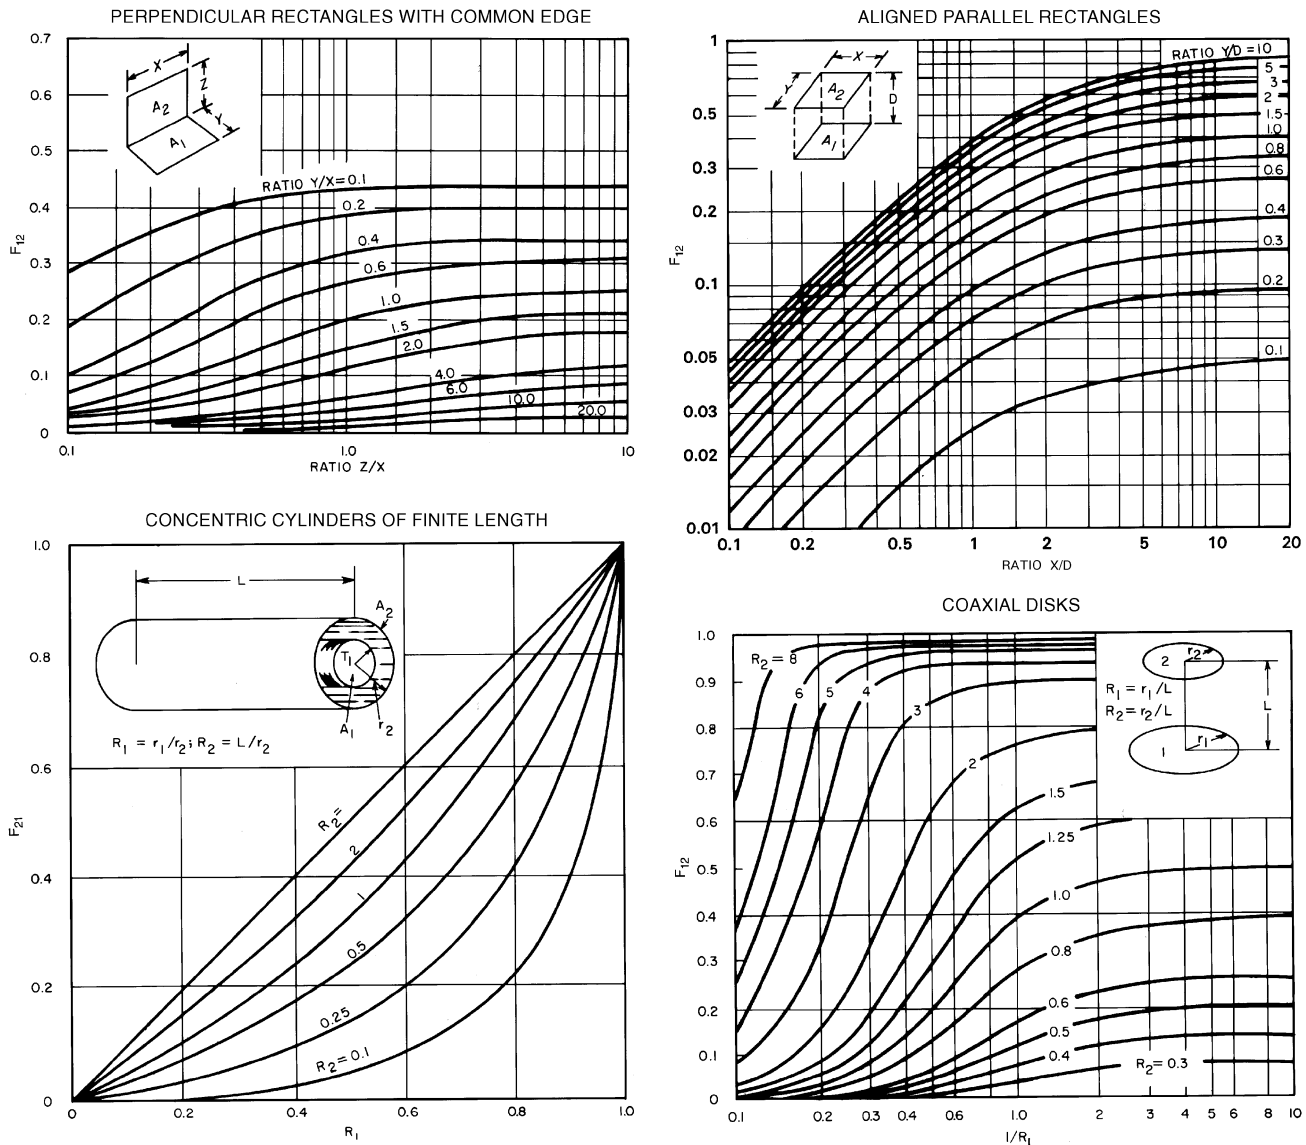 PERPENDICULAR RECTANGLES WITH COMMON EDGE
0.7
0.6
0.5
0.4
0.3
0.2
0.1
0
F12
X
Z
Y
A2
A1
RATIO Y/X=0.1
0.2
0.4
0.6
1.0
1.5
2.0
4.0
6.0
10.0
20.0
0.1 1.0 10
RATIO Z/X
ALIGNED PARALLEL RECTANGLES
1
0.5
0.3
0.2
0.1
0.05
0.03
0.02
0.01
F12
X
Y
D
A2
A1
RATIO Y/D=10
5
3
2
1.5
1.0
0.8
0.6
0.4
0.3
0.2
0.1
0.1 0.2 0.5 1 2 5 10 20
RATIO X/D
CONCENTRIC CYLINDERS OF FINITE LENGTH
1.0
0.8
0.6
0.4
0.2
0
F21
L
A2
T1
A1
r2
R1 = r1/r2; R2 = L/r2
R2=
2
1
0.5
0.25
R2=0.1
0 0.2 0.4 0.6 0.8 1.0
R1
COAXIAL DISKS
1.0
0.9
0.8
0.7
0.6
0.5
0.4
0.3
0.2
0.1
0
F12
R2=8
6
5
4
3
2
1.5
1.25
1.0
0.8
0.6
0.5
0.4
R2=0.3
2
r2
R1=r1/L
R2=r2/L
L
1
r1
0.1 0.2 0.3 0.4 0.6 1.0 2 3 4 5 6 8 10
1/R1